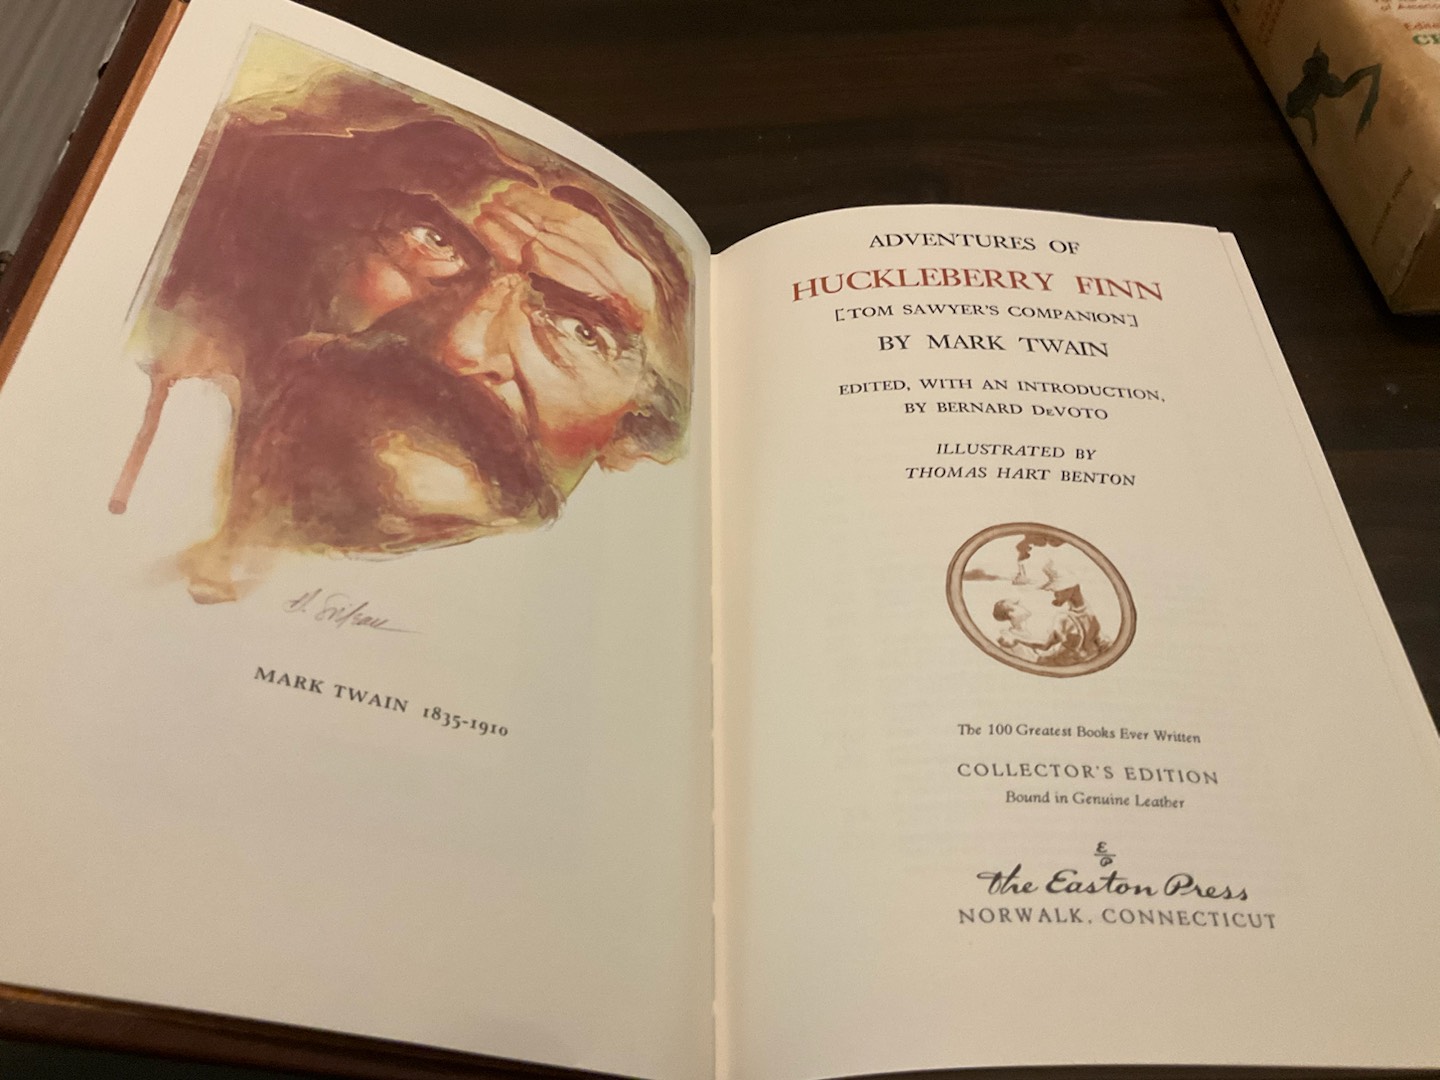 MARK TWAIN 1835-1910
ADVENTURES OF
HUCKLEBERRY FINN
[TOM SAWYER'S COMPANION]
BY MARK TWAIN
EDITED, WITH AN INTRODUCTION,
BY BERNARD DEVOTO
ILLUSTRATED BY
THOMAS HART BENTON
The 100 Greatest Books Ever Written
COLLECTOR'S EDITION
Bound in Genuine Leather
E
P
The Easton Press
NORWALK, CONNECTICUT